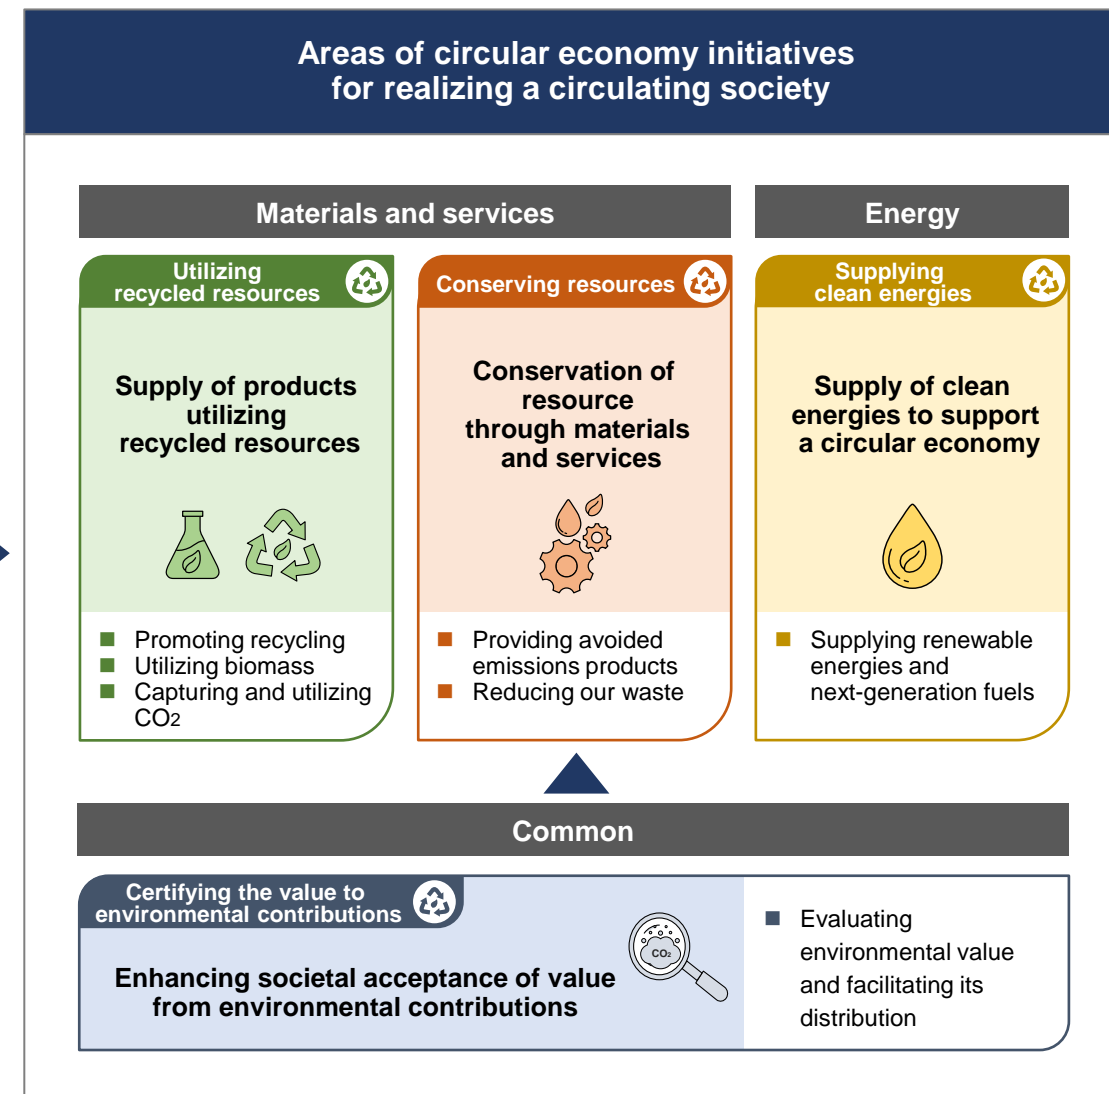 Areas of circular economy initiatives
for realizing a circulating society
Materials and services
Energy
Utilizing
recycled resources
Supply of products
utilizing
recycled resources
■ Promoting recycling
■ Utilizing biomass
■ Capturing and utilizing
CO2
Conserving resources
Conservation of
resource
through materials
and services
■ Providing avoided
emissions products
■ Reducing our waste
Supplying
clean energies
Supply of clean
energies to support
a circular economy
■ Supplying renewable
energies and
next-generation fuels
Common
Certifying the value to
environmental contributions
Enhancing societal acceptance of value
from environmental contributions
CO2
■ Evaluating
environmental value
and facilitating its
distribution